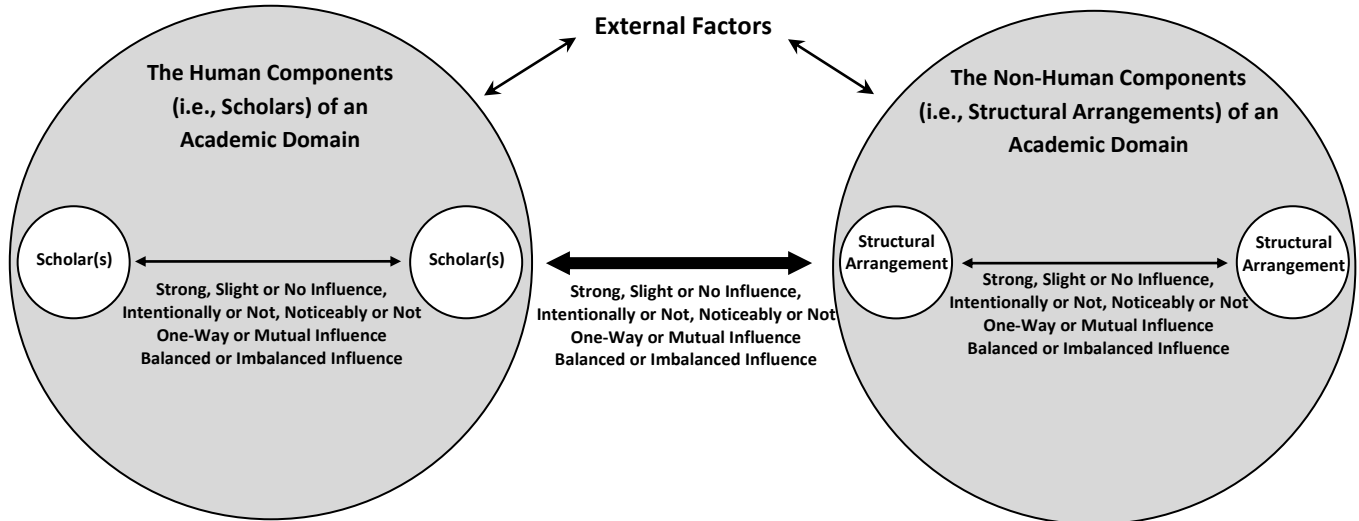 External Factors
The Human Components
(i.e., Scholars) of an
Academic Domain
Scholar(s)
Scholar(s)
Strong, Slight or No Influence,
Intentionally or Not, Noticeably or Not
One-Way or Mutual Influence
Balanced or Imbalanced Influence
Strong, Slight or No Influence,
Intentionally or Not, Noticeably or Not
One-Way or Mutual Influence
Balanced or Imbalanced Influence
The Non-Human Components
(i.e., Structural Arrangements) of an
Academic Domain
Structural
Arrangement
Structural
Arrangement
Strong, Slight or No Influence,
Intentionally or Not, Noticeably or Not
One-Way or Mutual Influence
Balanced or Imbalanced Influence